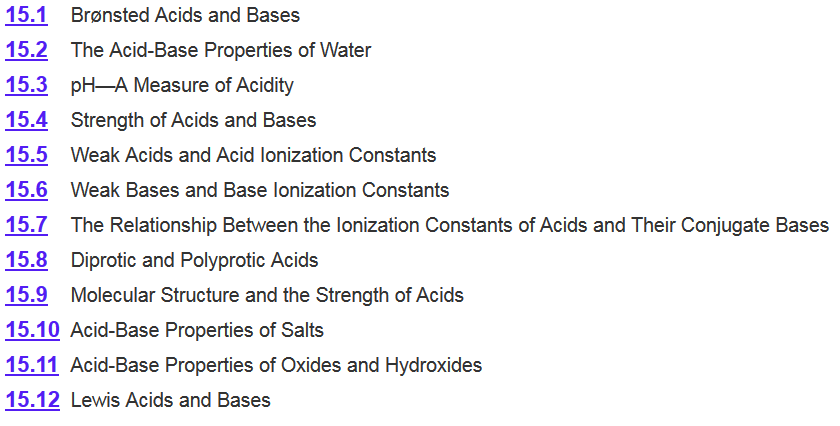 15.1 Brønsted Acids and Bases
15.2 The Acid-Base Properties of Water
15.3 pH—A Measure of Acidity
15.4 Strength of Acids and Bases
15.5 Weak Acids and Acid Ionization Constants
15.6 Weak Bases and Base Ionization Constants
15.7 The Relationship Between the Ionization Constants of Acids and Their Conjugate Bases
15.8 Diprotic and Polyprotic Acids
15.9 Molecular Structure and the Strength of Acids
15.10 Acid-Base Properties of Salts
15.11 Acid-Base Properties of Oxides and Hydroxides
15.12 Lewis Acids and Bases